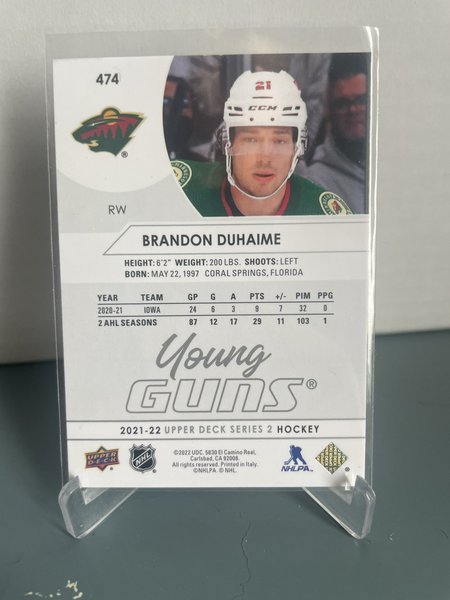 474
21
CCM
®
RW
BRANDON DUHAIME
HEIGHT: 6'2" WEIGHT: 200 LBS. SHOOTS: LEFT
BORN: MAY 22, 1997 CORAL SPRINGS, FLORIDA
YEAR TEAM GP G A PTS +/- PIM PPG
2020-21 IOWA 24 6 3 9 7 32 0
2 AHL SEASONS 87 12 17 29 11 103 1
Young
GUNS®
2021-22 UPPER DECK SERIES 2 HOCKEY
UPPER DECK
NHL
©2022 UDC. 5830 El Camino Real,
Carlsbad, CA 92008.
All rights reserved. Printed in Italy.
©NHLPA. © NHL.
NHLPA